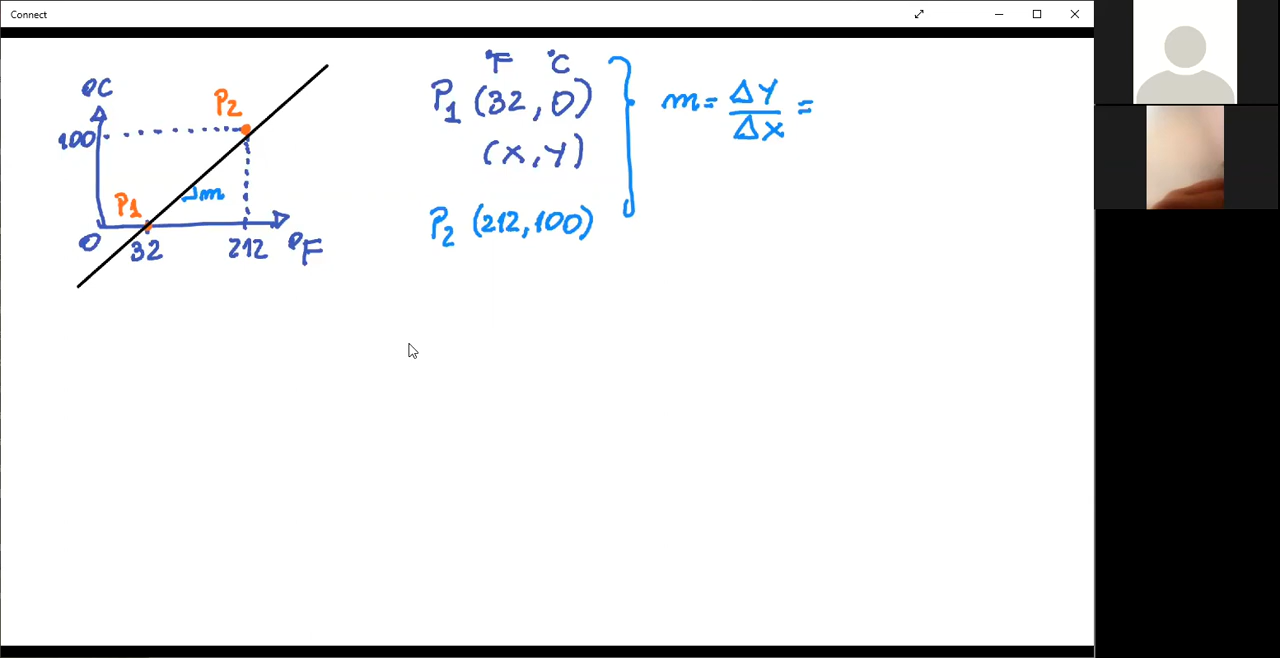 Connect
°C
100
P2
m
P1
0
32
212
°F
°F °C
P1 (32, 0)
(x, y)
P2 (212, 100)
m = ΔY/ΔX =